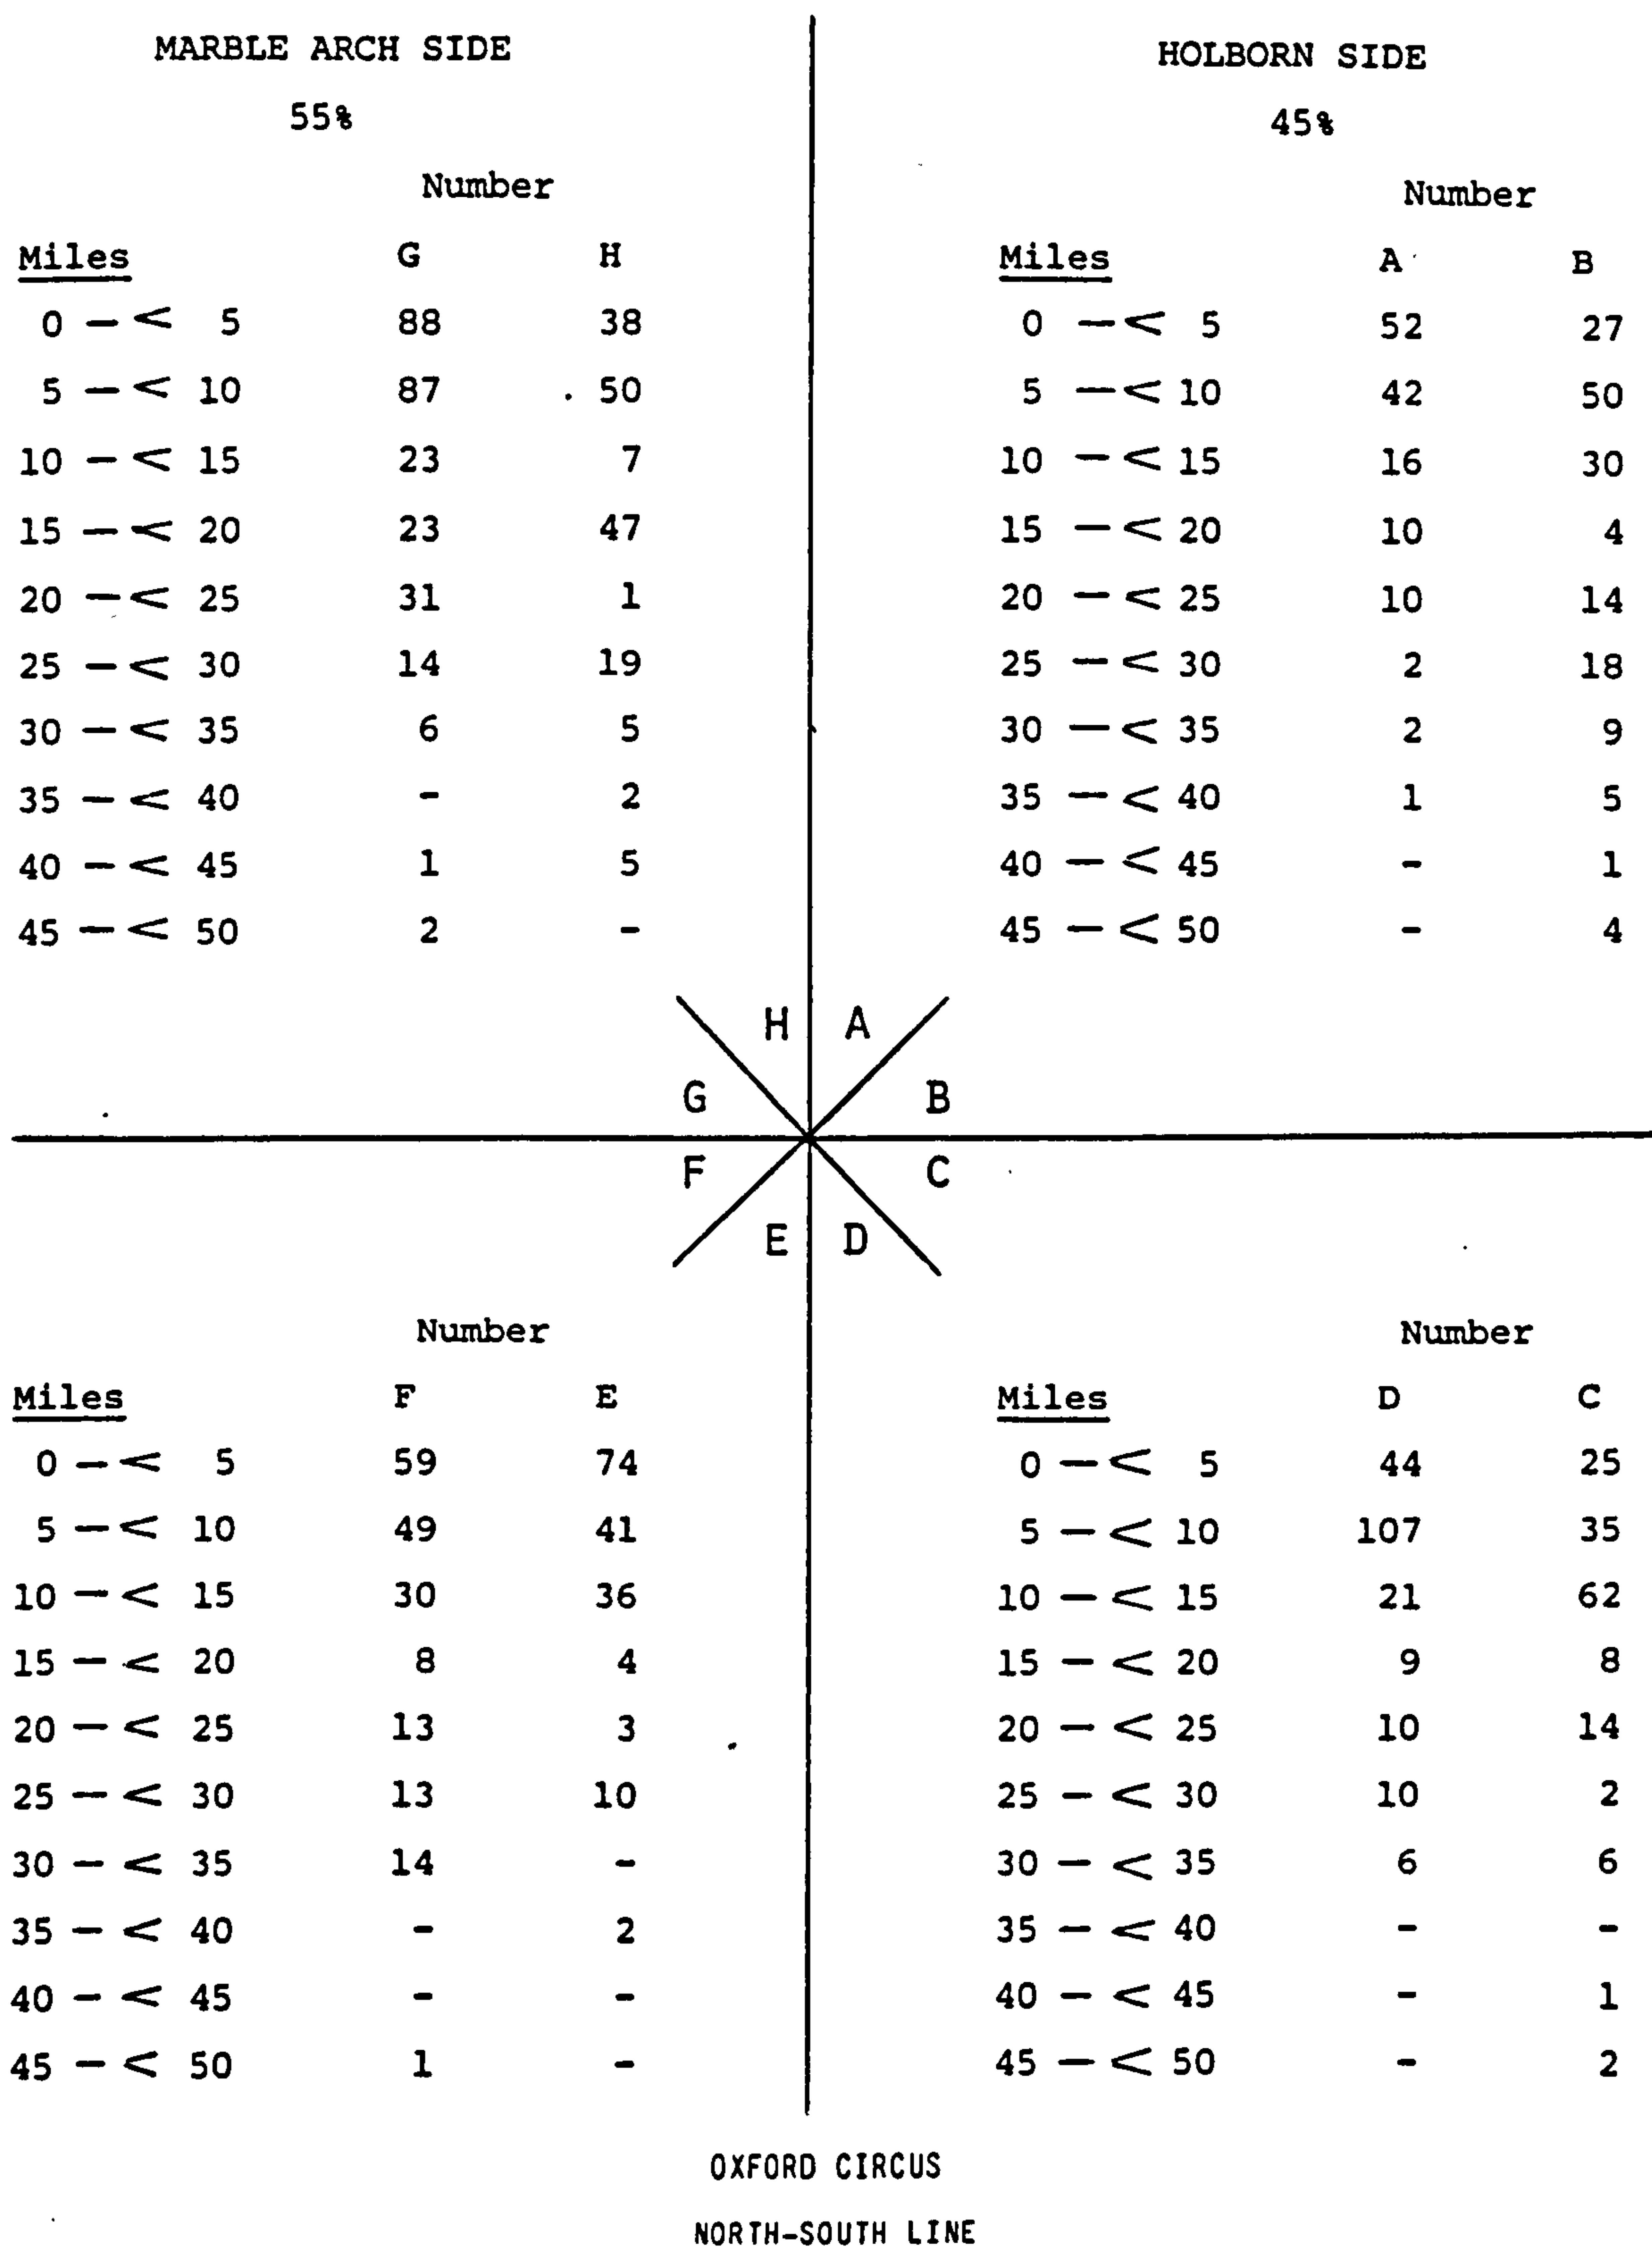 MARBLE ARCH SIDE
55%
Number
Miles G H
0 — < 5 88 38
5 — < 10 87 50
10 — < 15 23 7
15 — < 20 23 47
20 — < 25 31 1
25 — < 30 14 19
30 — < 35 6 5
35 — < 40 - 2
40 — < 45 1 5
45 — < 50 2 -
HOLBORN SIDE
45%
Number
Miles A B
0 — < 5 52 27
5 — < 10 42 50
10 — < 15 16 30
15 — < 20 10 4
20 — < 25 10 14
25 — < 30 2 18
30 — < 35 2 9
35 — < 40 1 5
40 — < 45 - 1
45 — < 50 - 4
H A
G B
F C
E D
Number
Miles F E
0 — < 5 59 74
5 — < 10 49 41
10 — < 15 30 36
15 — < 20 8 4
20 — < 25 13 3
25 — < 30 13 10
30 — < 35 14 -
35 — < 40 - 2
40 — < 45 - -
45 — < 50 1 -
Number
Miles D C
0 — < 5 44 25
5 — < 10 107 35
10 — < 15 21 62
15 — < 20 9 8
20 — < 25 10 14
25 — < 30 10 2
30 — < 35 6 6
35 — < 40 - -
40 — < 45 - 1
45 — < 50 - 2
OXFORD CIRCUS
NORTH-SOUTH LINE